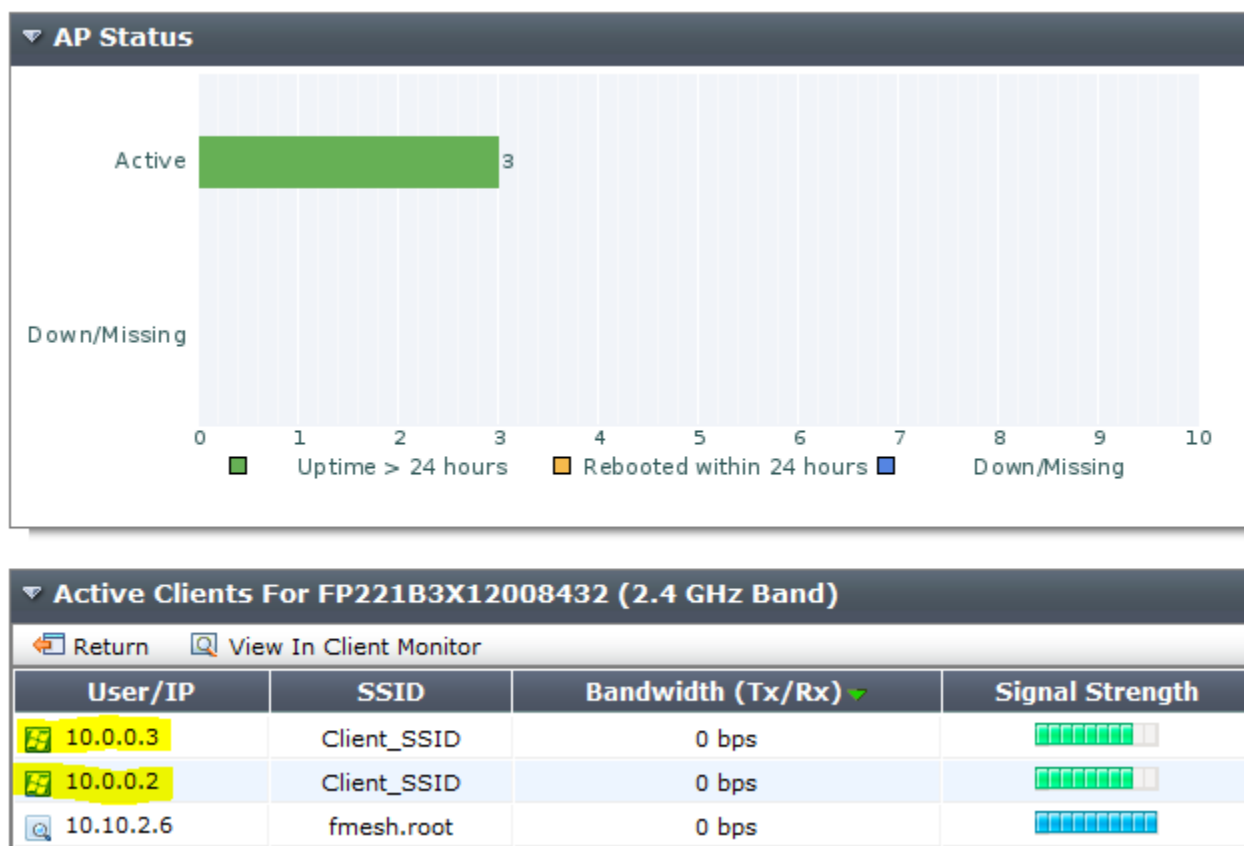 AP Status
Active 3
Down/Missing
0 1 2 3 4 5 6 7 8 9 10
Uptime > 24 hours Rebooted within 24 hours Down/Missing
Active Clients For FP221B3X12008432 (2.4 GHz Band)
Return View In Client Monitor
User/IP SSID Bandwidth (Tx/Rx) Signal Strength
10.0.0.3 Client_SSID 0 bps
10.0.0.2 Client_SSID 0 bps
10.10.2.6 fmesh.root 0 bps